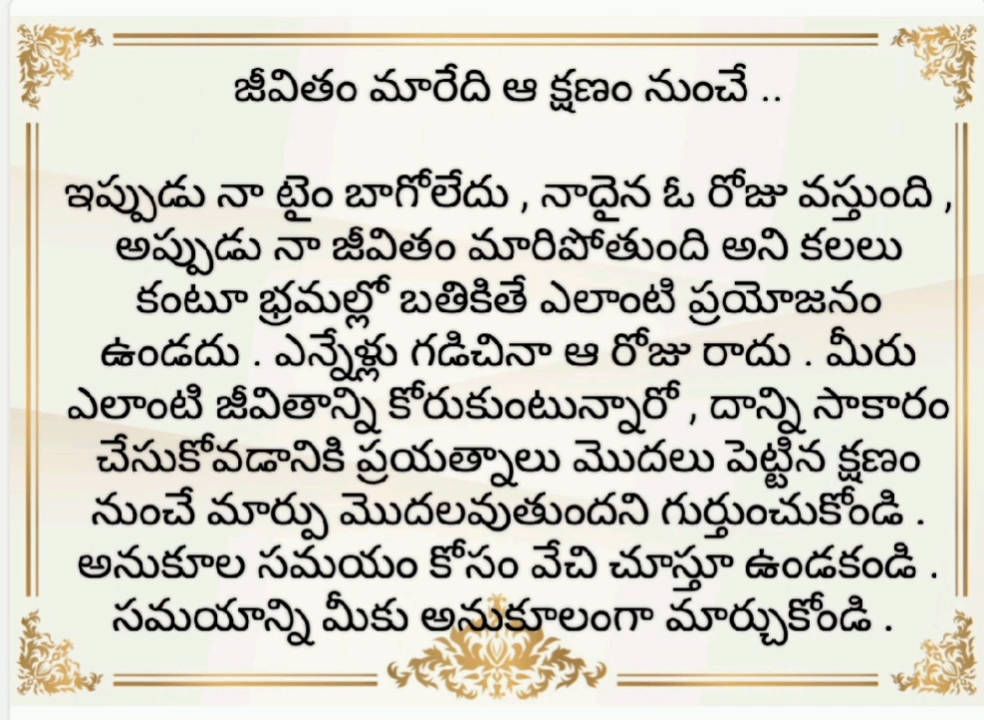 జీవితం మారేది ఆ క్షణం నుంచే ..
ఇప్పుడు నా టైం బాగోలేదు , నాదైన ఓ రోజు వస్తుంది ,
అప్పుడు నా జీవితం మారిపోతుంది అని కలలు
కంటూ భ్రమల్లో బతికితే ఎలాంటి ప్రయోజనం
ఉండదు . ఎన్నేళ్లు గడిచినా ఆ రోజు రాదు . మీరు
ఎలాంటి జీవితాన్ని కోరుకుంటున్నారో , దాన్ని సాకారం
చేసుకోవడానికి ప్రయత్నాలు మొదలు పెట్టిన క్షణం
నుంచే మార్పు మొదలవుతుందని గుర్తుంచుకోండి .
అనుకూల సమయం కోసం వేచి చూస్తూ ఉండకండి .
సమయాన్ని మీకు అనుకూలంగా మార్చుకోండి .